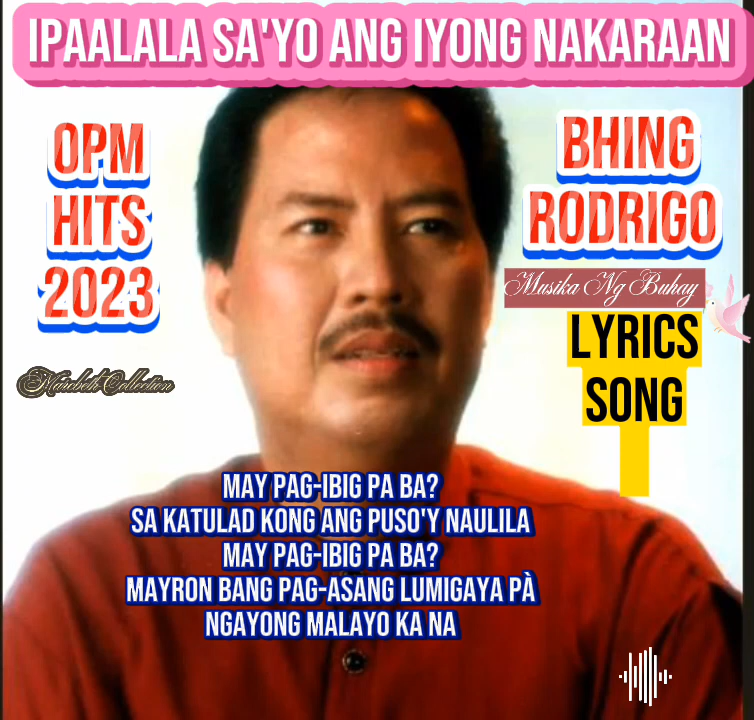 IPAALALA SA'YO ANG IYONG NAKARAAN
OPM
HITS
2023
BHING
RODRIGO
Musika Ng Buhay
LYRICS
SONG
Maricbeth Collection
MAY PAG-IBIG PA BA?
SA KATULAD KONG ANG PUSO'Y NAULILA
MAY PAG-IBIG PA BA?
MAYRON BANG PAG-ASANG LUMIGAYA PÀ
NGAYONG MALAYO KA NA